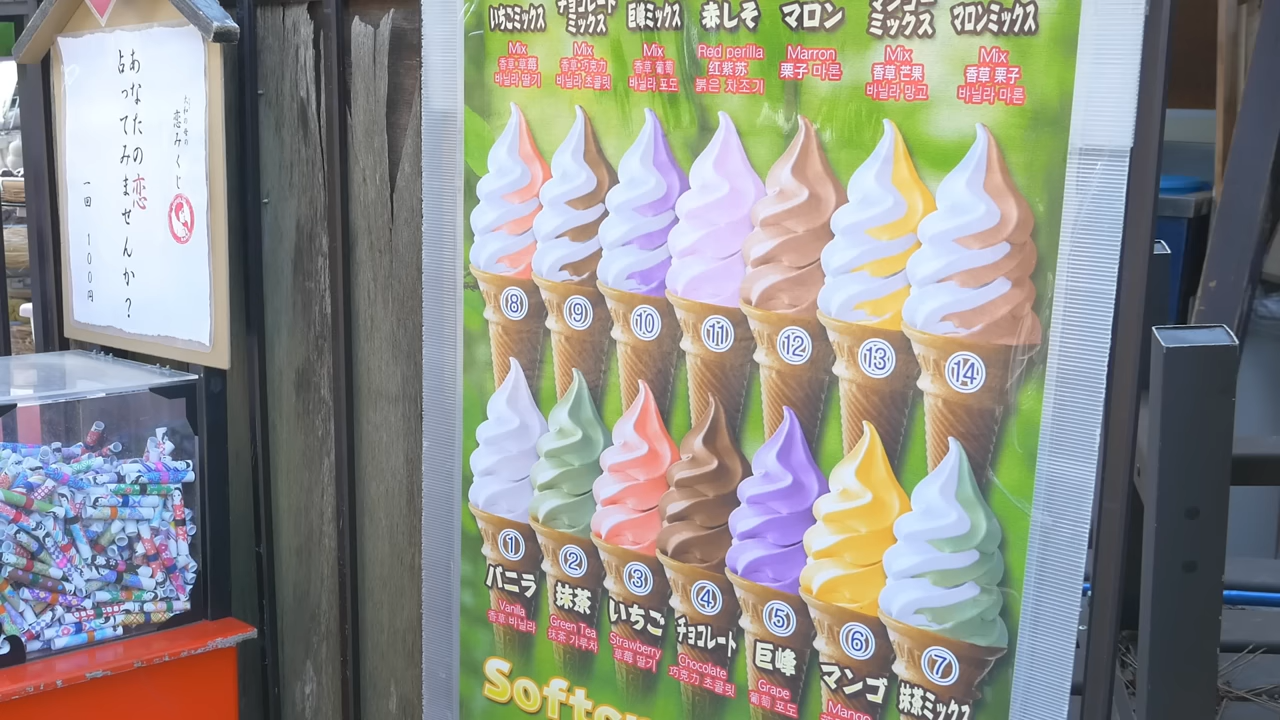 恋みくじ
あなたの恋
占ってみませんか?
一回 100円
いちごミックス
Mix
香草·草莓
바닐라 딸기
チョコレート
ミックス
Mix
香草·巧克力
바닐라 초콜릿
巨峰ミックス
Mix
香草 葡萄
바닐라 포도
赤しそ
Red perilla
红紫苏
붉은 차조기
マロン
Marron
栗子 마론
マンゴー
ミックス
Mix
香草 芒果
바닐라 망고
マロンミックス
Mix
香草 栗子
바닐라 마론
⑧
⑨
⑩
⑪
⑫
⑬
⑭
①
バニラ
Vanilla
香草 바닐라
②
抹茶
Green Tea
抹茶 가루차
③
いちご
Strawberry
草莓 딸기
④
チョコレート
Chocolate
巧克力 초콜릿
⑤
巨峰
Grape
葡萄 포도
⑥
マンゴ
Mango
⑦
抹茶ミックス
Softcr